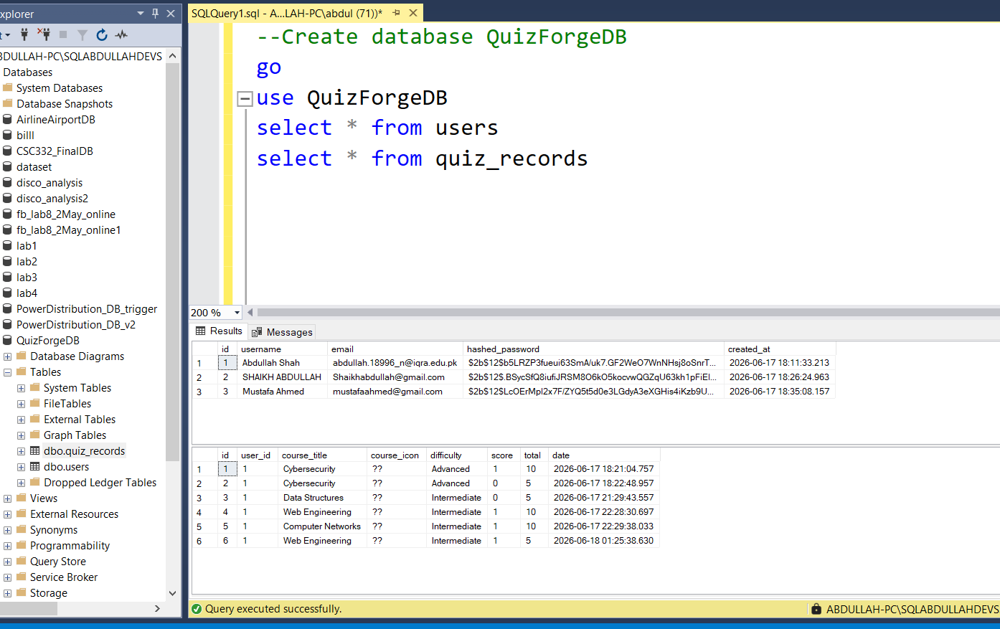 xplorer
SQLQuery1.sql - A...LAH-PC\abdul (71))*
BDULLAH-PC\SQLABDULLAHDEVS
Databases
System Databases
Database Snapshots
AirlineAirportDB
billl
CSC332_FinalDB
dataset
disco_analysis
disco_analysis2
fb_lab8_2May_online
fb_lab8_2May_online1
lab1
lab2
lab3
lab4
PowerDistribution_DB_trigger
PowerDistribution_DB_v2
QuizForgeDB
Database Diagrams
Tables
System Tables
FileTables
External Tables
Graph Tables
dbo.quiz_records
dbo.users
Dropped Ledger Tables
Views
External Resources
Synonyms
Programmability
Query Store
Service Broker
Storage
--Create database QuizForgeDB
go
use QuizForgeDB
select * from users
select * from quiz_records
200 %
Results Messages
id username email hashed_password created_at
1 1 Abdullah Shah abdullah.18996_n@iqra.edu.pk $2b$12$b5LRZP3fueui63SmA/uk7.GF2WeO7WnNHsj8oSnrT... 2026-06-17 18:11:33.213
2 2 SHAIKH ABDULLAH Shaikhabdullah@gmail.com $2b$12$.BSycSfQ8iufiJRSM8O6kO5kocvwQGZqU63kh1pFiEI... 2026-06-17 18:26:24.963
3 3 Mustafa Ahmed mustafaahmed@gmail.com $2b$12$LcOErMpl2x7F/ZYQ5t5d0e3LGdyA3eXGHis4iKzb9U... 2026-06-17 18:35:08.157
id user_id course_title course_icon difficulty score total date
1 1 1 Cybersecurity ?? Advanced 1 10 2026-06-17 18:21:04.757
2 2 1 Cybersecurity ?? Advanced 0 5 2026-06-17 18:22:48.957
3 3 1 Data Structures ?? Intermediate 0 5 2026-06-17 21:29:43.557
4 4 1 Web Engineering ?? Intermediate 1 10 2026-06-17 22:28:30.697
5 5 1 Computer Networks ?? Intermediate 1 10 2026-06-17 22:29:38.033
6 6 1 Web Engineering ?? Intermediate 1 5 2026-06-18 01:25:38.630
Query executed successfully.
ABDULLAH-PC\SQLABDULLAHDEVS